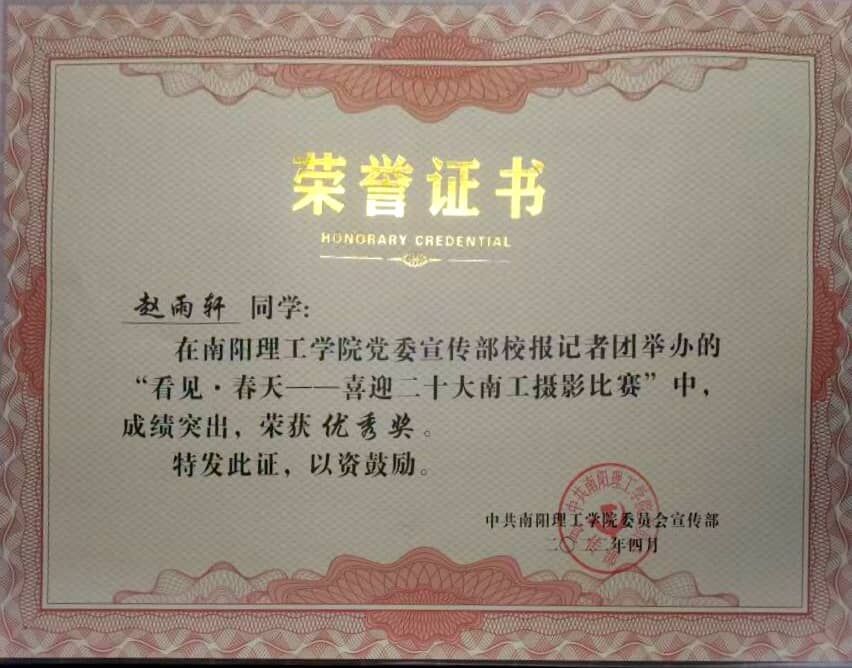 荣誉证书
HONORARY CREDENTIAL
赵雨轩 同学:
在南阳理工学院党委宣传部校报记者团举办的
“看见·春天——喜迎二十大南工摄影比赛”中,
成绩突出, 荣获 优秀奖。
特发此证, 以资鼓励。
中共南阳理工学院委员会宣传部
二〇二二年四月